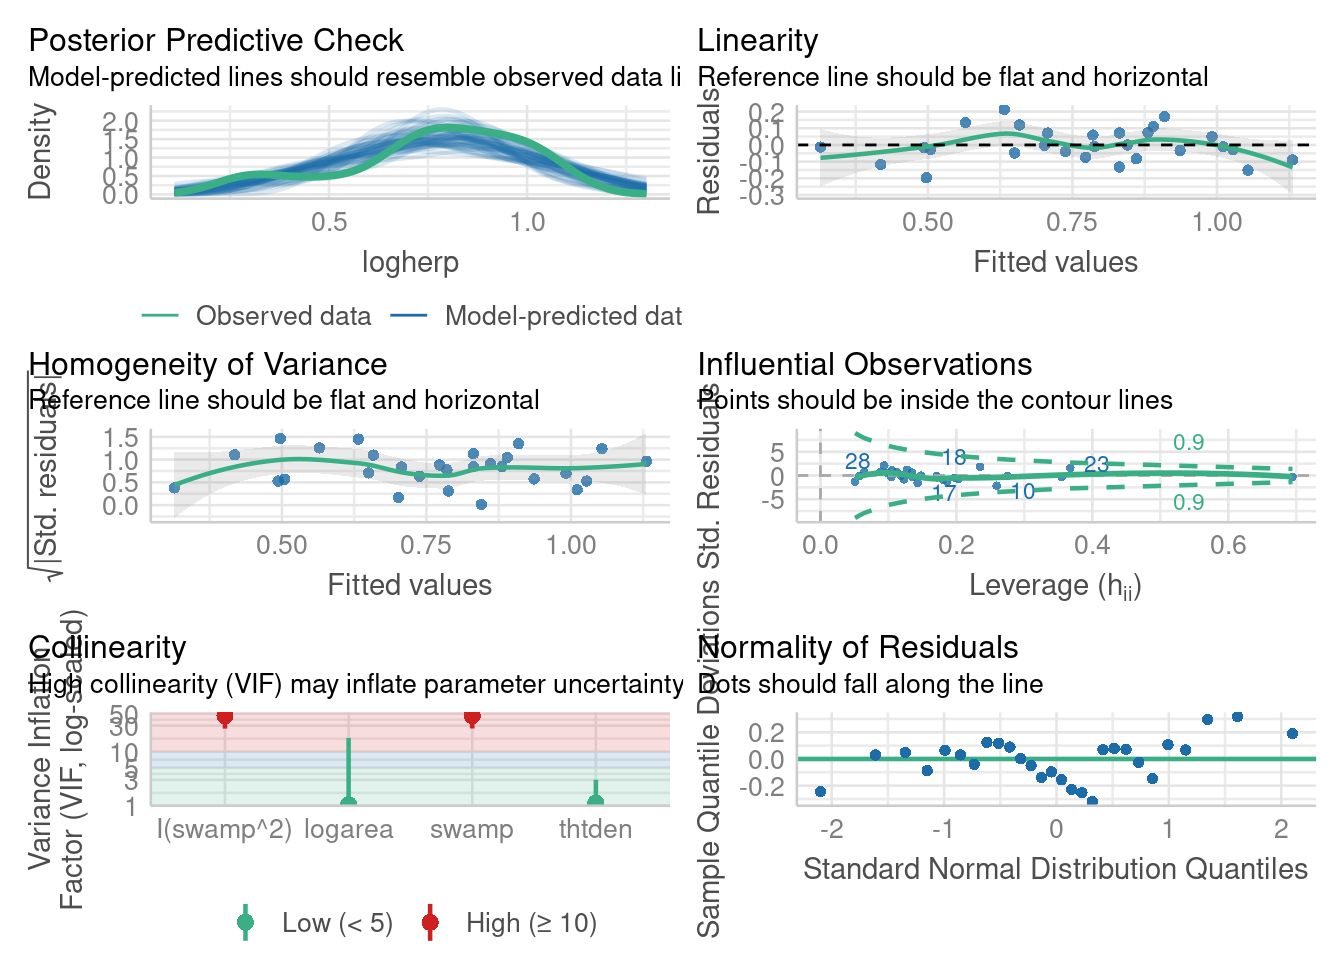 Posterior Predictive Check
Model-predicted lines should resemble observed data li
Density
2.0
1.5
1.0
0.5
0.0
0.5 1.0
logherp
Observed data Model-predicted dat
Linearity
Reference line should be flat and horizontal
Residuals
0.2
0.1
0.0
-0.1
-0.2
-0.3
0.50 0.75 1.00
Fitted values
Homogeneity of Variance
Reference line should be flat and horizontal
√|Std. residuals|
1.5
1.0
0.5
0.0
0.50 0.75 1.00
Fitted values
Influential Observations
Points should be inside the contour lines
Std. Residuals
5
0
-5
0.9
28 18 23
17 10
0.9
0.0 0.2 0.4 0.6
Leverage (hii)
Collinearity
High collinearity (VIF) may inflate parameter uncertainty
Variance Inflation
Factor (VIF, log-scaled)
50
30
10
5
3
1
I(swamp^2) logarea swamp thtden
Low (< 5) High (≥ 10)
Normality of Residuals
Dots should fall along the line
Sample Quantile Deviations
0.2
0.0
-0.2
-2 -1 0 1 2
Standard Normal Distribution Quantiles